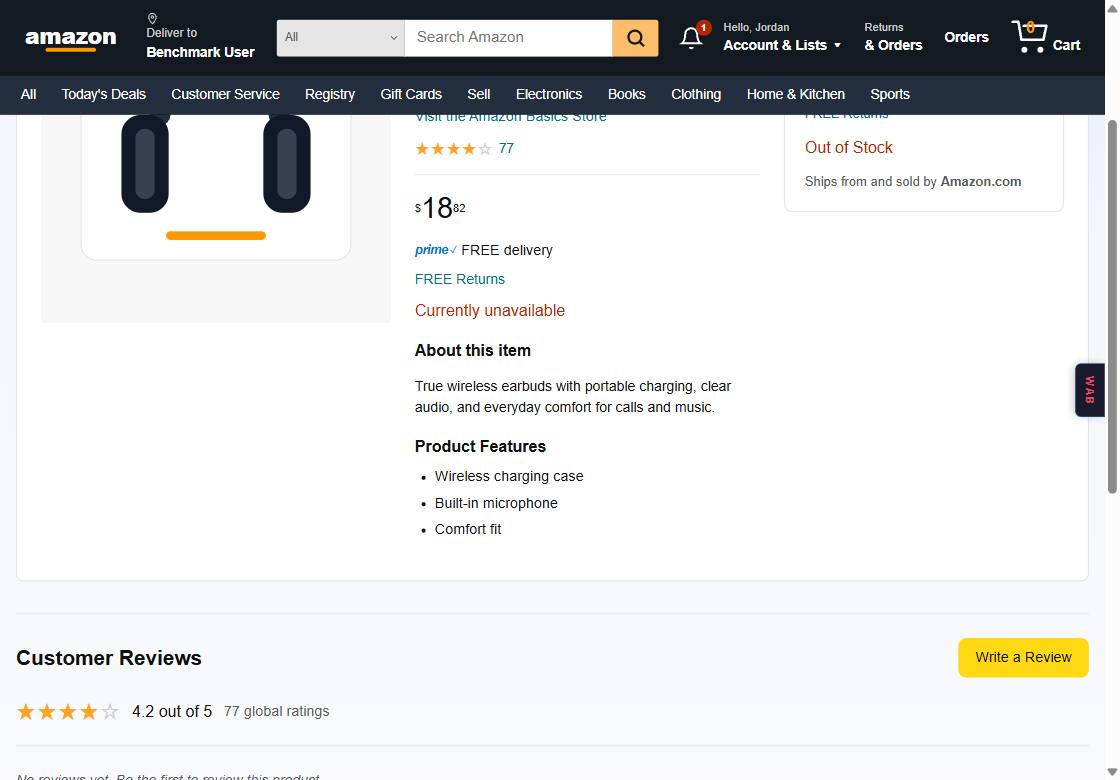 amazon
Deliver to
Benchmark User
All
Search Amazon
1
Hello, Jordan
Account & Lists
Returns
& Orders
Orders
0
Cart
All
Today's Deals
Customer Service
Registry
Gift Cards
Sell
Electronics
Books
Clothing
Home & Kitchen
Sports
Visit the Amazon Basics Store
77
$18 82
prime FREE delivery
FREE Returns
Currently unavailable
About this item
True wireless earbuds with portable charging, clear
audio, and everyday comfort for calls and music.
Product Features
Wireless charging case
Built-in microphone
Comfort fit
FREE Returns
Out of Stock
Ships from and sold by Amazon.com
WAB
Customer Reviews
Write a Review
4.2 out of 5
77 global ratings
No reviews yet. Be the first to review this product.